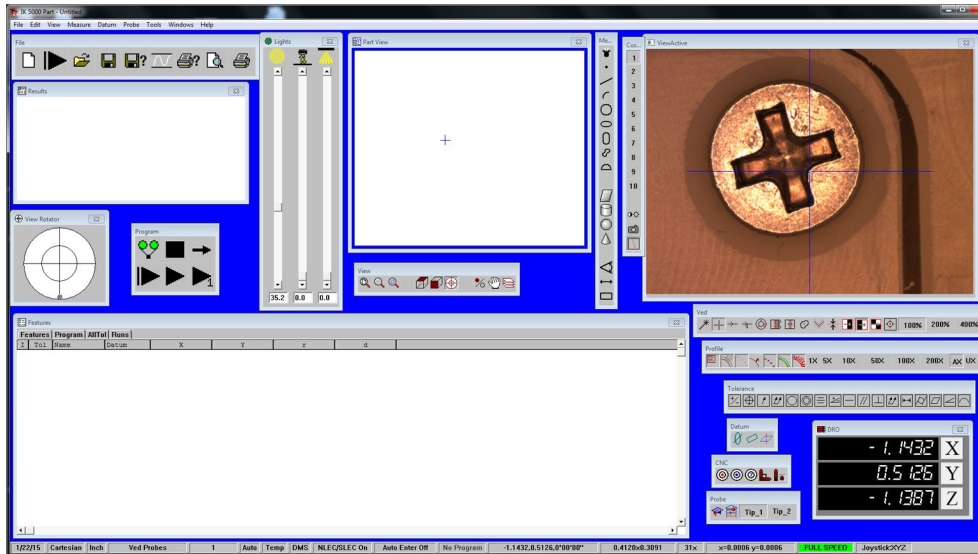 IK 5000 Part - Untitled
File Edit View Measure Datum Probe Tools Windows Help
File
Results
View Rotator
Program
1
Lights
35.2 0.0 0.0
Part View
View
Me...
Cus...
1
2
3
4
5
6
7
8
9
10
ViewActive
Features
Features Program AllTol Runs
I Tol Name Datum X Y r d
Ved
100% 200% 400%
Profile
1X 5X 10X 50X 100X 200X AX UX
Tolerance
Datum
CNC
Probe
Tip_1 Tip_2
DRO
-1.1432 X
0.5126 Y
-1.1387 Z
1/22/15 Cartesian Inch Ved Probes 1 Auto Temp DMS NLEC/SLEC On Auto Enter Off No Program -1.1432,0.5126,0°00'00" 0.4128x0.3091 31× x=0.0006 y=0.0006 FULL SPEED Joystick:XYZ